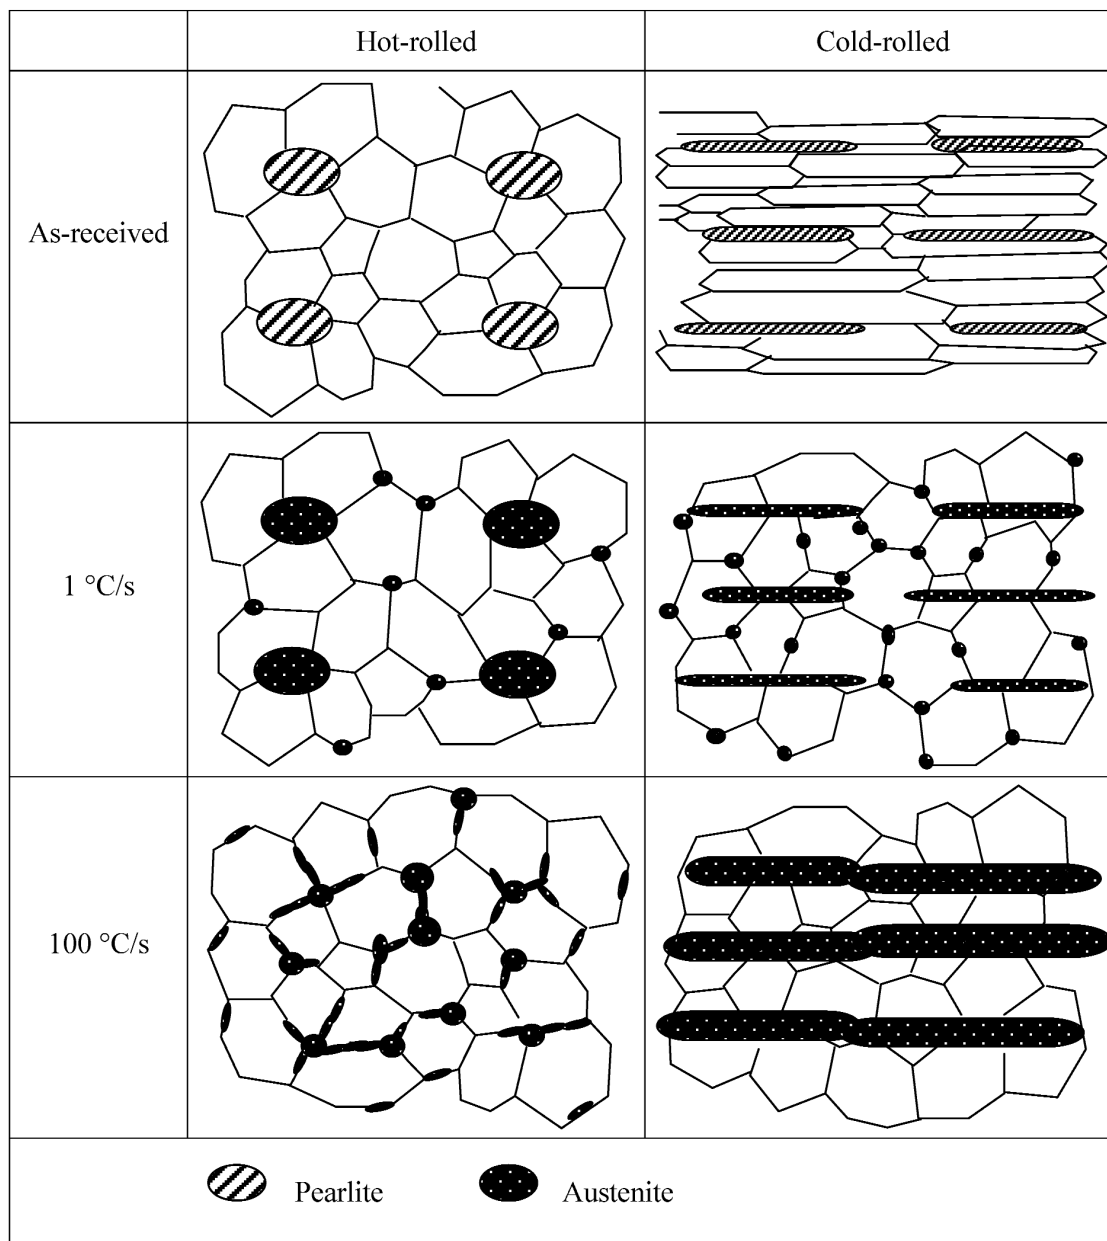 Hot-rolled
Cold-rolled
As-received
1 °C/s
100 °C/s
Pearlite
Austenite